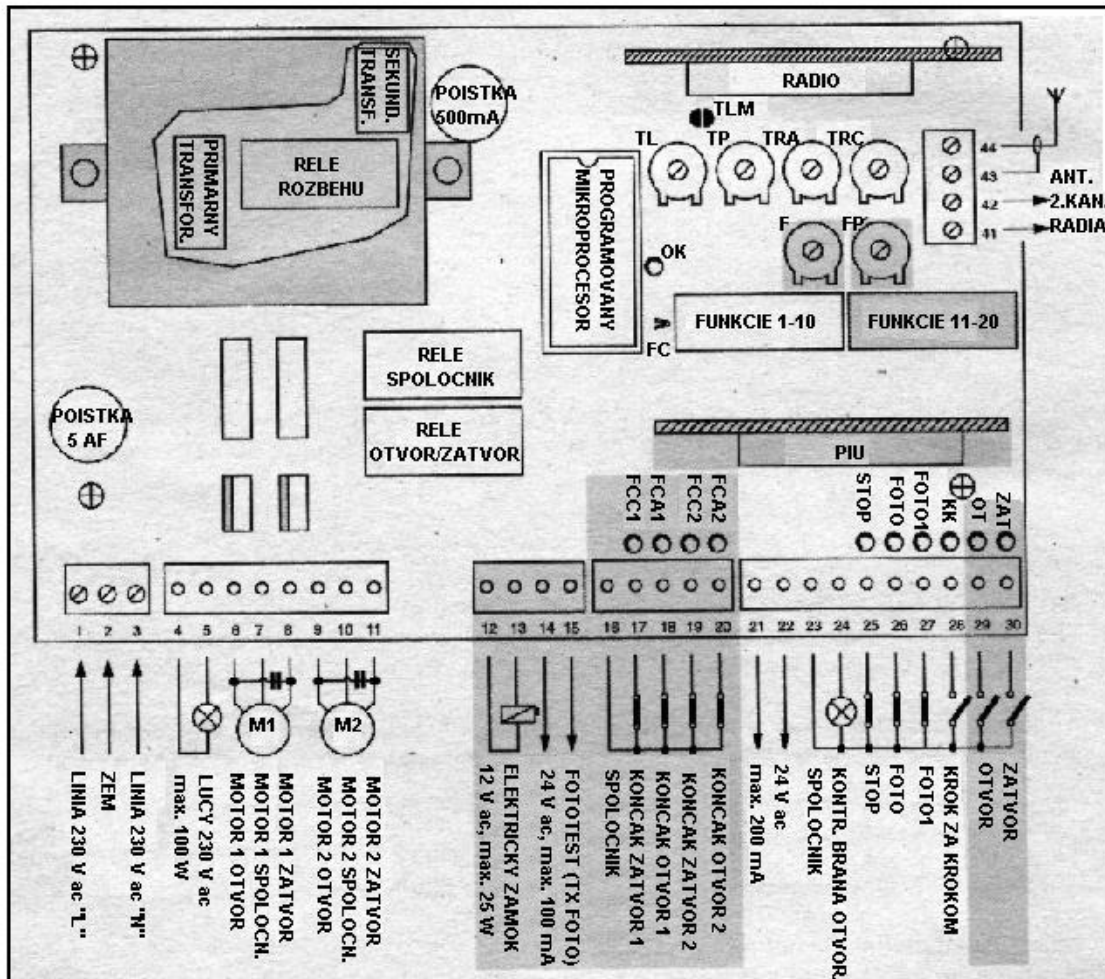 SEKUND.
TRANSF.
POISTKA
500mA
PRIMARNY
TRANSFOR.
RELE
ROZBEHU
RADIO
TLM
TL
TP
TRA
TRC
44
43
42
41
ANT.
2.KAN.
RADIA
PROGRAMOVANY
MIKROPROCESOR
OK
FC
F
FP
FUNKCIE 1-10
FUNKCIE 11-20
RELE
SPOLOCNIK
RELE
OTVOR/ZATVOR
POISTKA
5 AF
PIU
FCC1
FCA1
FCC2
FCA2
STOP
FOTO
FOTO1
KK
OT
ZAT
1 2 3 4 5 6 7 8 9 10 11 12 13 14 15 16 17 18 19 20 21 22 23 24 25 26 27 28 29 30
M1
M2
LINIA 230 V ac "L"
ZEM
LINIA 230 V ac "N"
max. 100 W
LUCY 230 V ac
MOTOR 1 OTVOR
MOTOR 1 SPOLOCN.
MOTOR 1 ZATVOR
MOTOR 2 OTVOR
MOTOR 2 SPOLOCN.
MOTOR 2 ZATVOR
12 V ac, max. 25 W
ELEKTRICKY ZAMOK
24 V ac, max. 100 mA
FOTOTEST (TX FOTO)
SPOLOCNIK
KONCAK ZATVOR 1
KONCAK OTVOR 1
KONCAK ZATVOR 2
KONCAK OTVOR 2
max. 200 mA
24 V ac
SPOLOCNIK
KONTR. BRANA OTVOR.
STOP
FOTO
FOTO1
KROK ZA KROKOM
OTVOR
ZATVOR